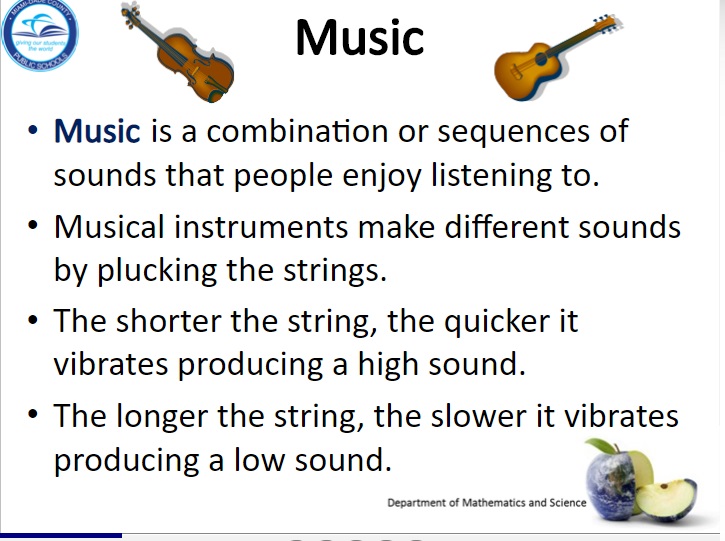 MIAMI-DADE COUNTY
giving our students
the world
PUBLIC SCHOOLS
Music
• Music is a combination or sequences of
sounds that people enjoy listening to.
• Musical instruments make different sounds
by plucking the strings.
• The shorter the string, the quicker it
vibrates producing a high sound.
• The longer the string, the slower it vibrates
producing a low sound.
Department of Mathematics and Science